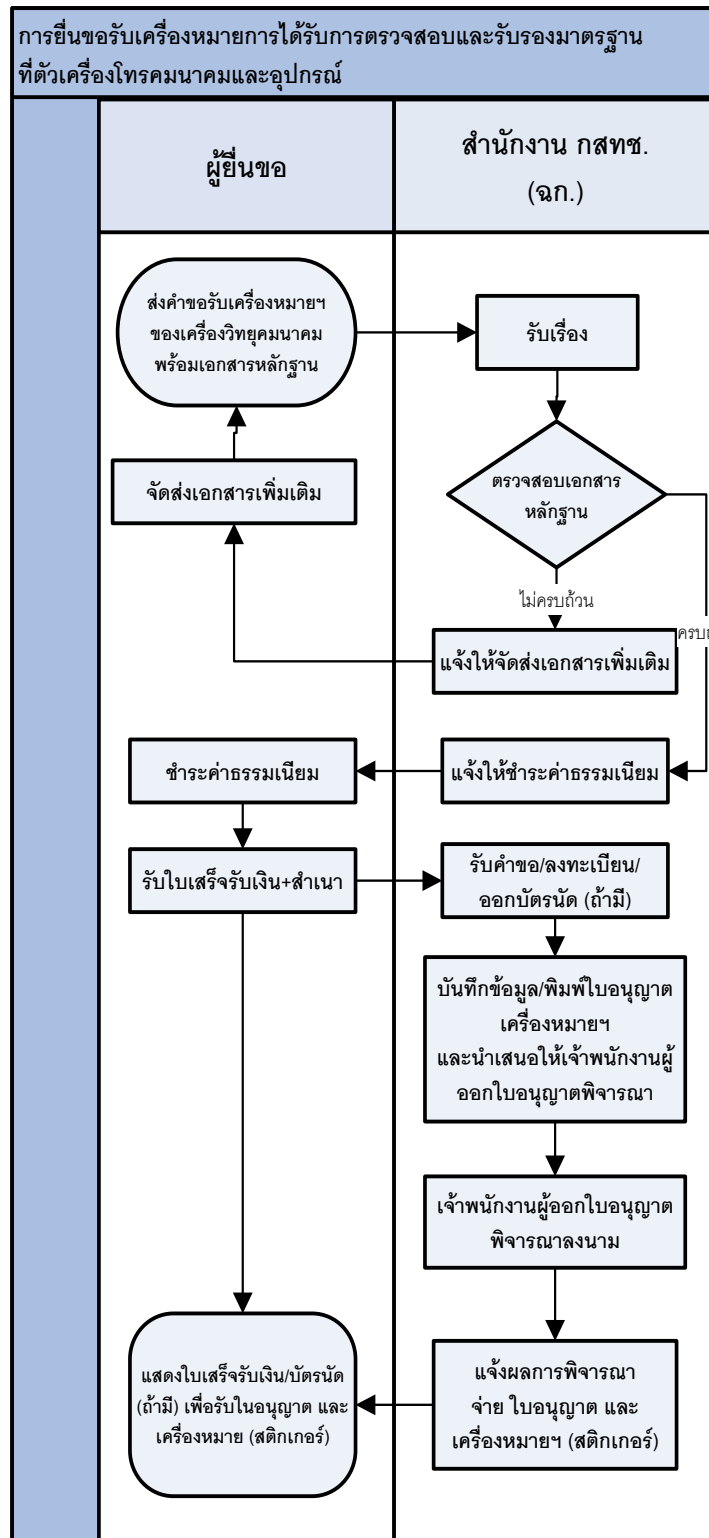 การยื่นขอรับเครื่องหมายการได้รับการตรวจสอบและรับรองมาตรฐาน
ที่ตัวเครื่องโทรคมนาคมและอุปกรณ์
ผู้ยื่นขอ
สำนักงาน กสทช.
(ฉก.)
ส่งคำขอรับเครื่องหมายฯ
ของเครื่องวิทยุคมนาคม
พร้อมเอกสารหลักฐาน
รับเรื่อง
จัดส่งเอกสารเพิ่มเติม
ตรวจสอบเอกสาร
หลักฐาน
ไม่ครบถ้วน
แจ้งให้จัดส่งเอกสารเพิ่มเติม
ชำระค่าธรรมเนียม
แจ้งให้ชำระค่าธรรมเนียม
รับใบเสร็จรับเงิน+สำเนา
รับคำขอ/ลงทะเบียน/
ออกบัตรนัด (ถ้ามี)
บันทึกข้อมูล/พิมพ์ใบอนุญาต
เครื่องหมายฯ
และนำเสนอให้เจ้าพนักงานผู้
ออกใบอนุญาตพิจารณา
เจ้าพนักงานผู้ออกใบอนุญาต
พิจารณาลงนาม
แสดงใบเสร็จรับเงิน/บัตรนัด
(ถ้ามี) เพื่อรับในอนุญาต และ
เครื่องหมาย (สติกเกอร์)
แจ้งผลการพิจารณา
จ่าย ใบอนุญาต และ
เครื่องหมายฯ (สติกเกอร์)